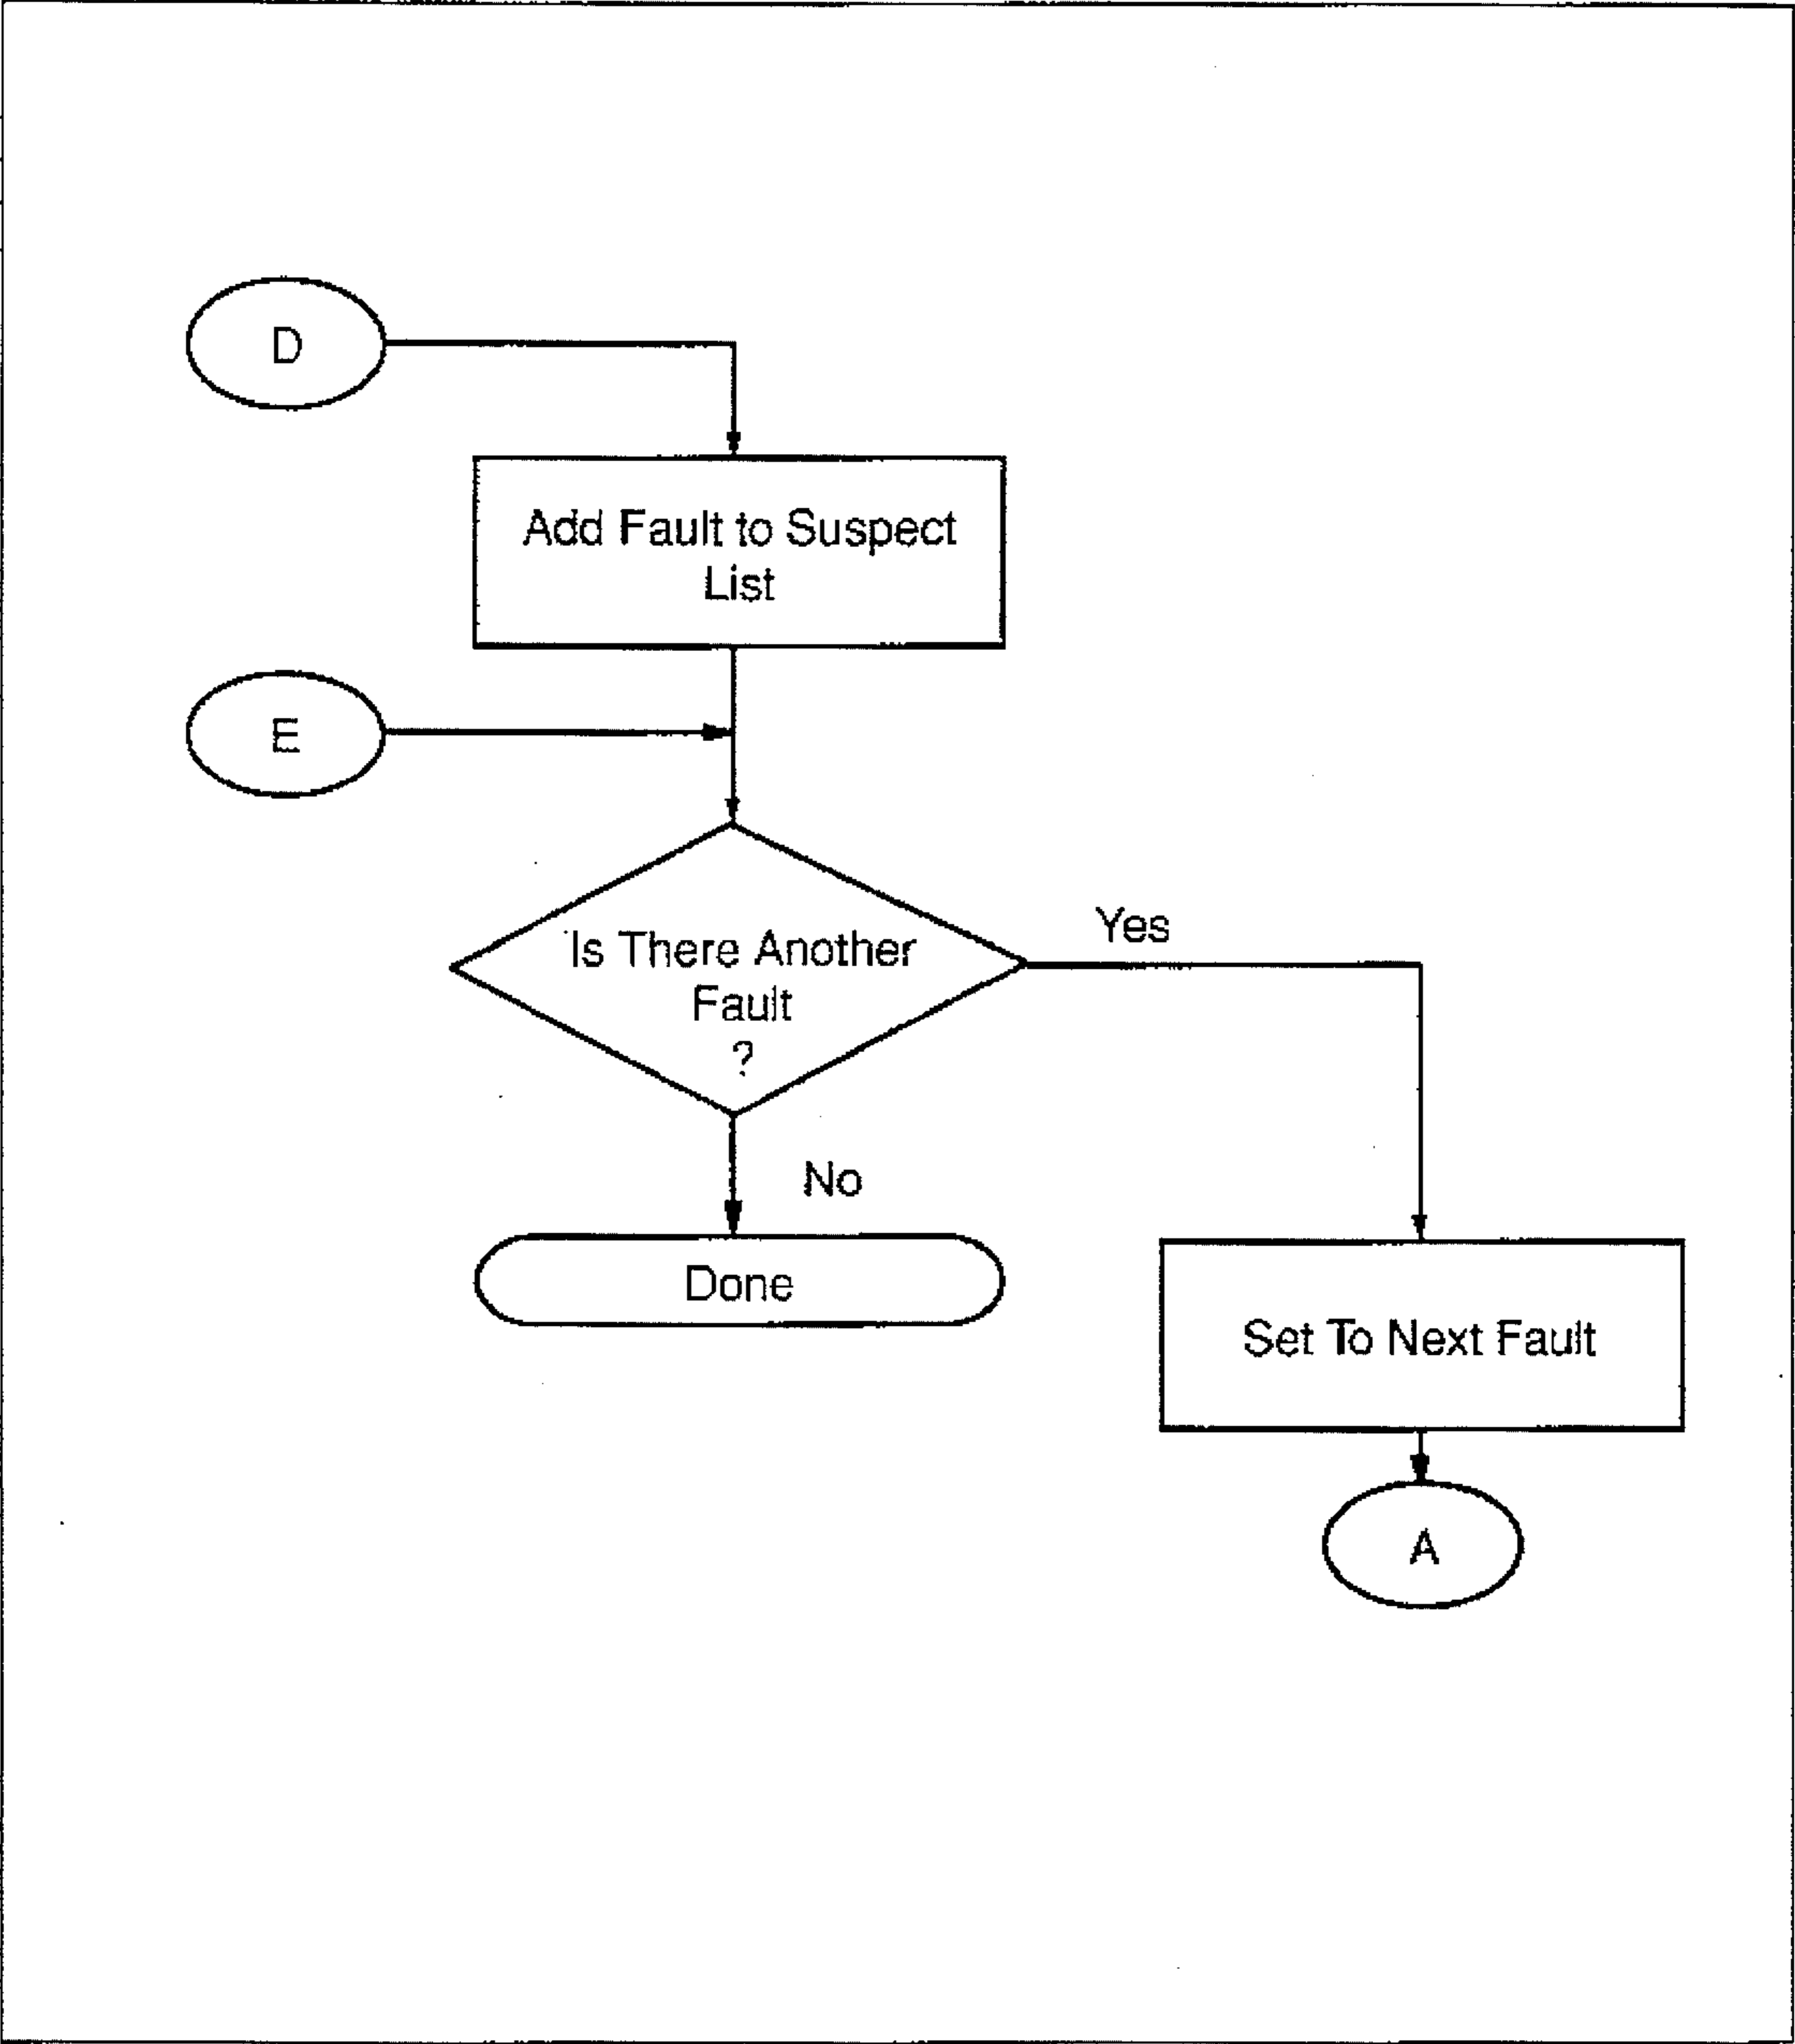 D
Add Fault to Suspect
List
E
Is There Another
Fault
?
Yes
No
Done
Set To Next Fault
A